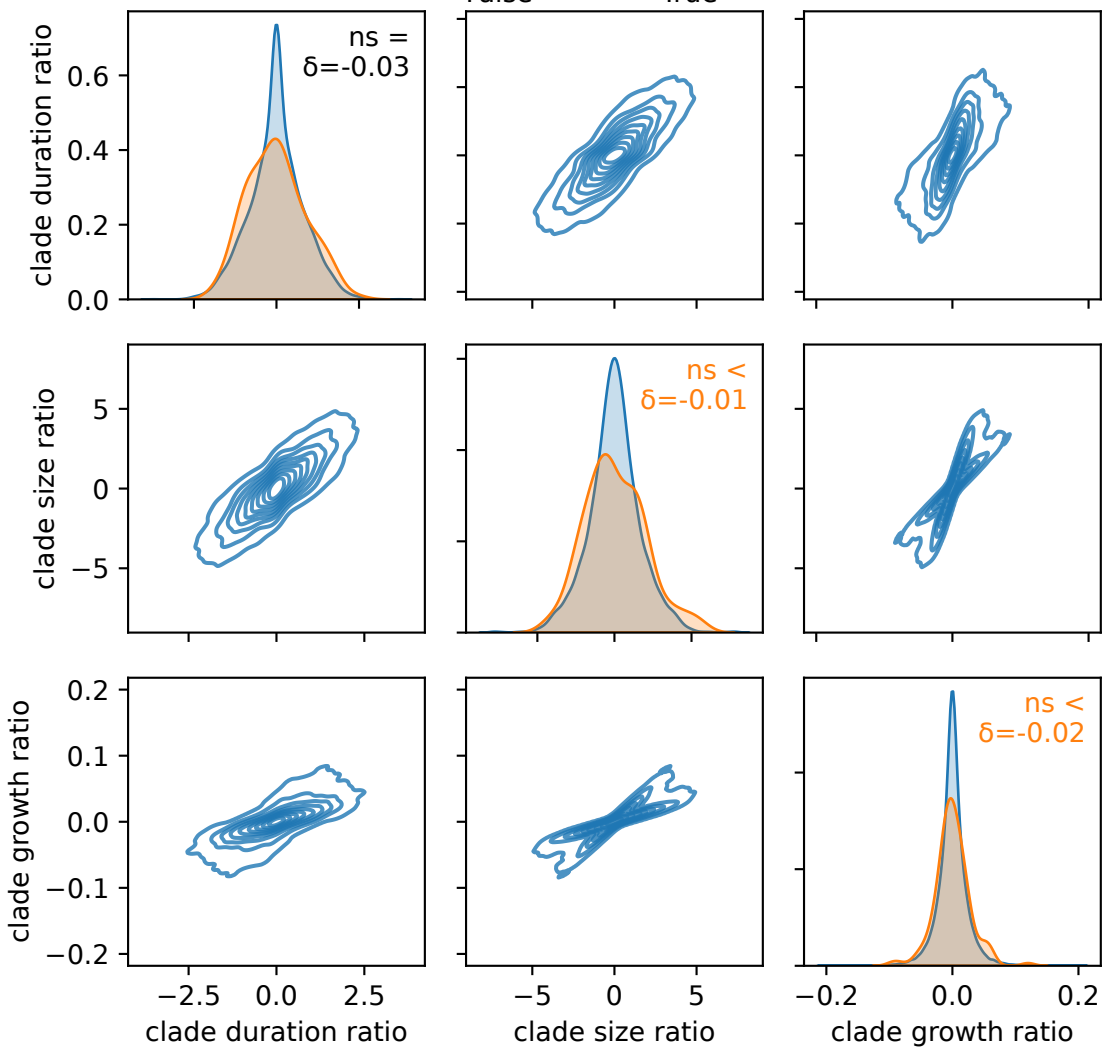 clade duration ratio
0.6
0.4
0.2
0.0
ns =
δ=-0.03
clade size ratio
5
0
−5
ns <
δ=-0.01
clade growth ratio
0.2
0.1
0.0
−0.1
−0.2
ns <
δ=-0.02
−2.5 0.0 2.5
−5 0 5
−0.2 0.0 0.2
clade duration ratio
clade size ratio
clade growth ratio